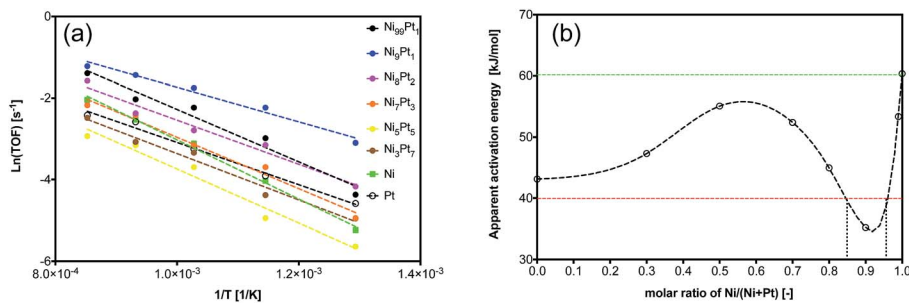 (a)
Ln(TOF) [s⁻¹]
0
-2
-4
-6
8.0×10⁻⁴
1.0×10⁻³
1.2×10⁻³
1.4×10⁻³
1/T [1/K]
Ni₉₉Pt₁
Ni₉Pt₁
Ni₈Pt₂
Ni₇Pt₃
Ni₅Pt₅
Ni₃Pt₇
Ni
Pt
(b)
Apparent activation energy [kJ/mol]
70
60
50
40
30
0.0
0.1
0.2
0.3
0.4
0.5
0.6
0.7
0.8
0.9
1.0
molar ratio of Ni/(Ni+Pt) [-]